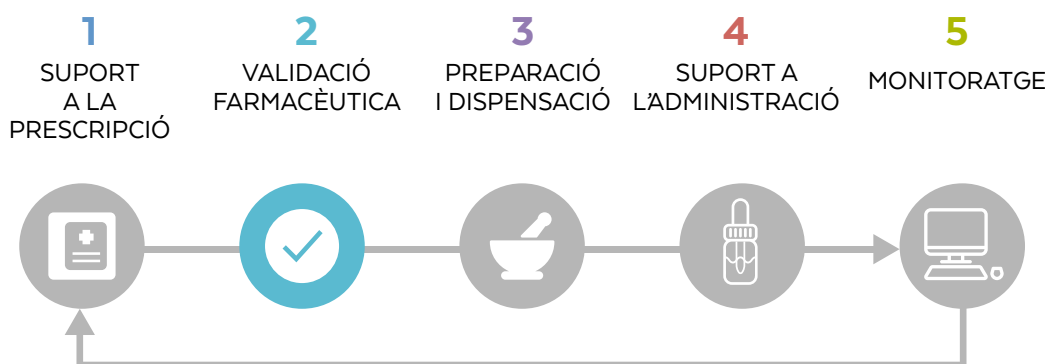 1
SUPORT
A LA
PRESCRIPCIÓ
2
VALIDACIÓ
FARMACÈUTICA
3
PREPARACIÓ
I DISPENSACIÓ
4
SUPORT A
L'ADMINISTRACIÓ
5
MONITORATGE